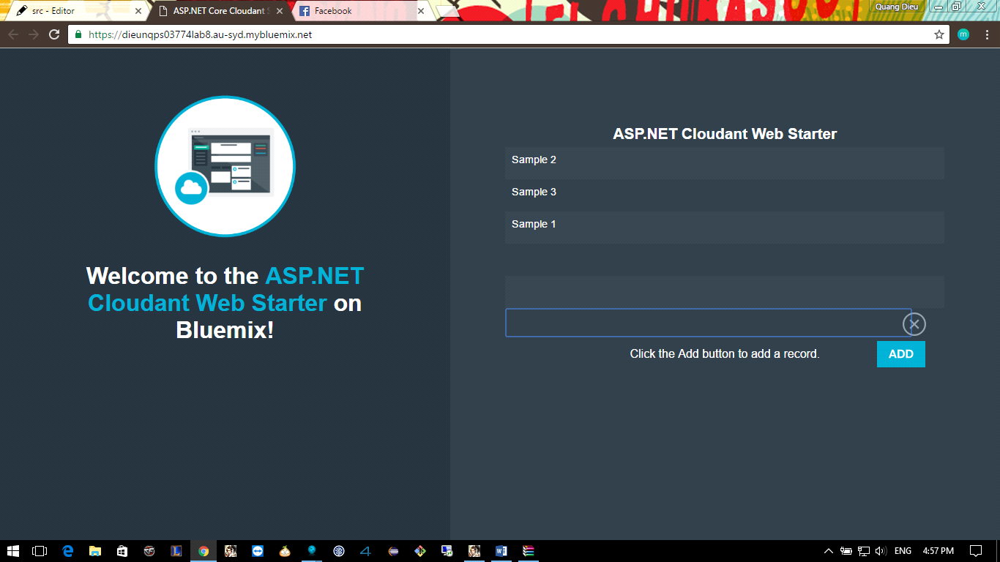 src - Editor
ASP.NET Core Cloudant S
Facebook
Quang Dieu
https://dieunqps03774lab8.au-syd.mybluemix.net
m
Welcome to the ASP.NET
Cloudant Web Starter on
Bluemix!
ASP.NET Cloudant Web Starter
Sample 2
Sample 3
Sample 1
Click the Add button to add a record.
ADD
ENG
4:57 PM